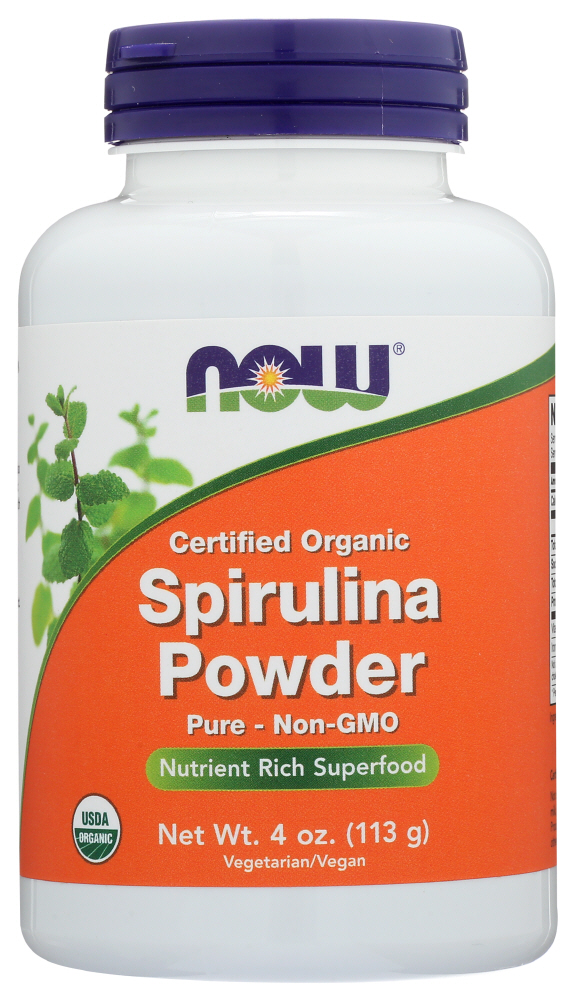 NOW®
Certified Organic
Spirulina
Powder
Pure - Non-GMO
Nutrient Rich Superfood
USDA
ORGANIC
Net Wt. 4 oz. (113 g)
Vegetarian/Vegan